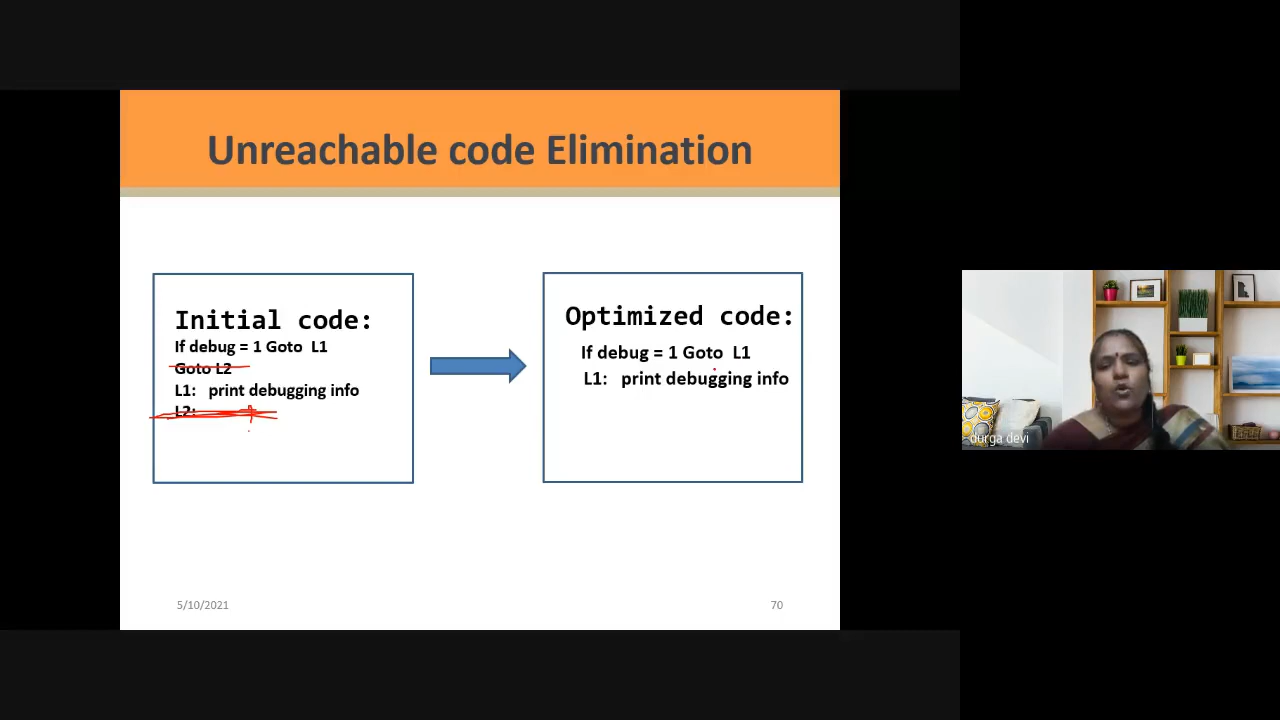 Unreachable code Elimination
Initial code:
If debug = 1 Goto L1
Goto L2
L1: print debugging info
L2:
Optimized code:
If debug = 1 Goto L1
L1: print debugging info
5/10/2021
70
durga devi